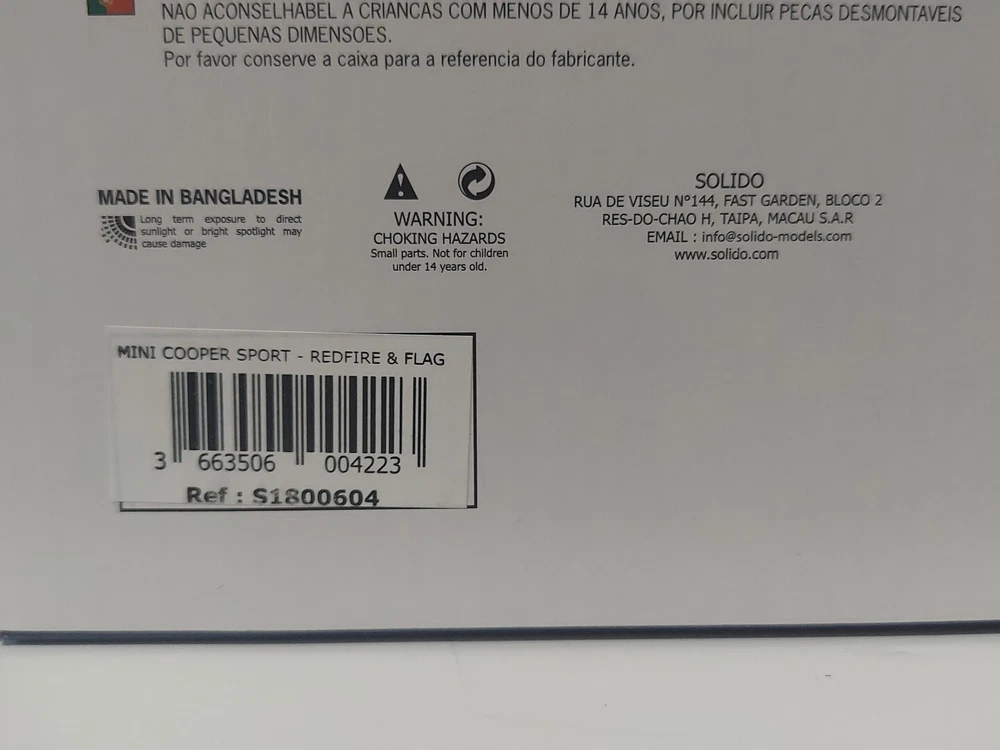 NAO ACONSELHABEL A CRIANCAS COM MENOS DE 14 ANOS, POR INCLUIR PECAS DESMONTAVEIS
DE PEQUENAS DIMENSOES.
Por favor conserve a caixa para a referencia do fabricante.
MADE IN BANGLADESH
Long term exposure to direct
sunlight or bright spotlight may
cause damage
WARNING:
CHOKING HAZARDS
Small parts. Not for children
under 14 years old.
SOLIDO
RUA DE VISEU N°144, FAST GARDEN, BLOCO 2
RES-DO-CHAO H, TAIPA, MACAU S.A.R
EMAIL : info@solido-models.com
www.solido.com
MINI COOPER SPORT - REDFIRE & FLAG
3 663506 004223
Ref : S1800604